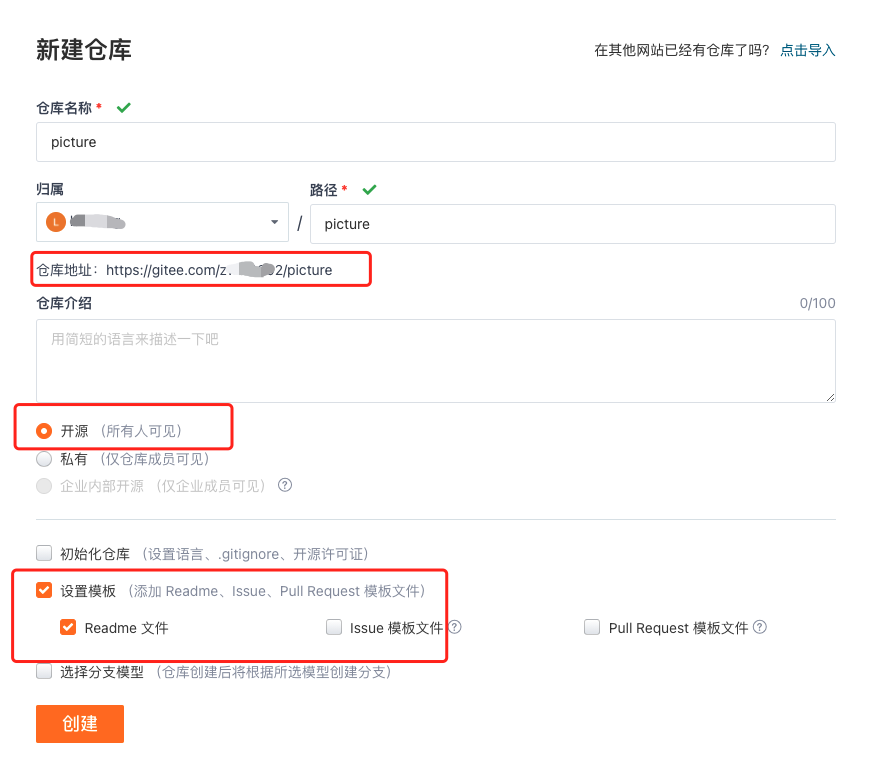 新建仓库
在其他网站已经有仓库了吗? 点击导入
仓库名称 *
picture
归属
路径 *
L
/ picture
仓库地址：https://gitee.com/z 2/picture
仓库介绍
0/100
用简短的语言来描述一下吧
开源 （所有人可见）
私有 （仅仓库成员可见）
企业内部开源 （仅企业成员可见） ?
初始化仓库 （设置语言、.gitignore、开源许可证）
设置模板 （添加 Readme、Issue、Pull Request 模板文件）
Readme 文件
Issue 模板文件 ?
Pull Request 模板文件 ?
选择分支模型 （仓库创建后将根据所选模型创建分支）
创建